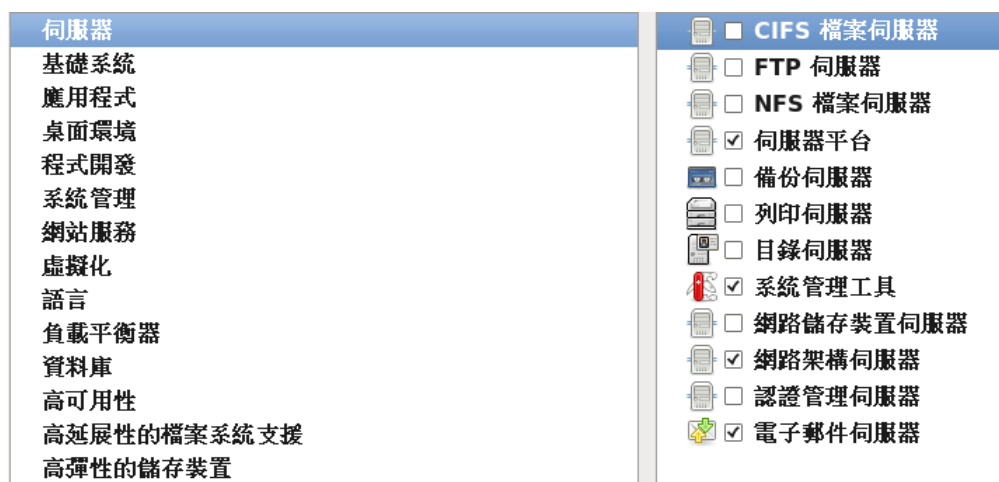 伺服器
基礎系統
應用程式
桌面環境
程式開發
系統管理
網站服務
虛擬化
語言
負載平衡器
資料庫
高可用性
高延展性的檔案系統支援
高彈性的儲存裝置
CIFS 檔案伺服器
FTP 伺服器
NFS 檔案伺服器
伺服器平台
備份伺服器
列印伺服器
目錄伺服器
系統管理工具
網路儲存裝置伺服器
網路架構伺服器
認證管理伺服器
電子郵件伺服器